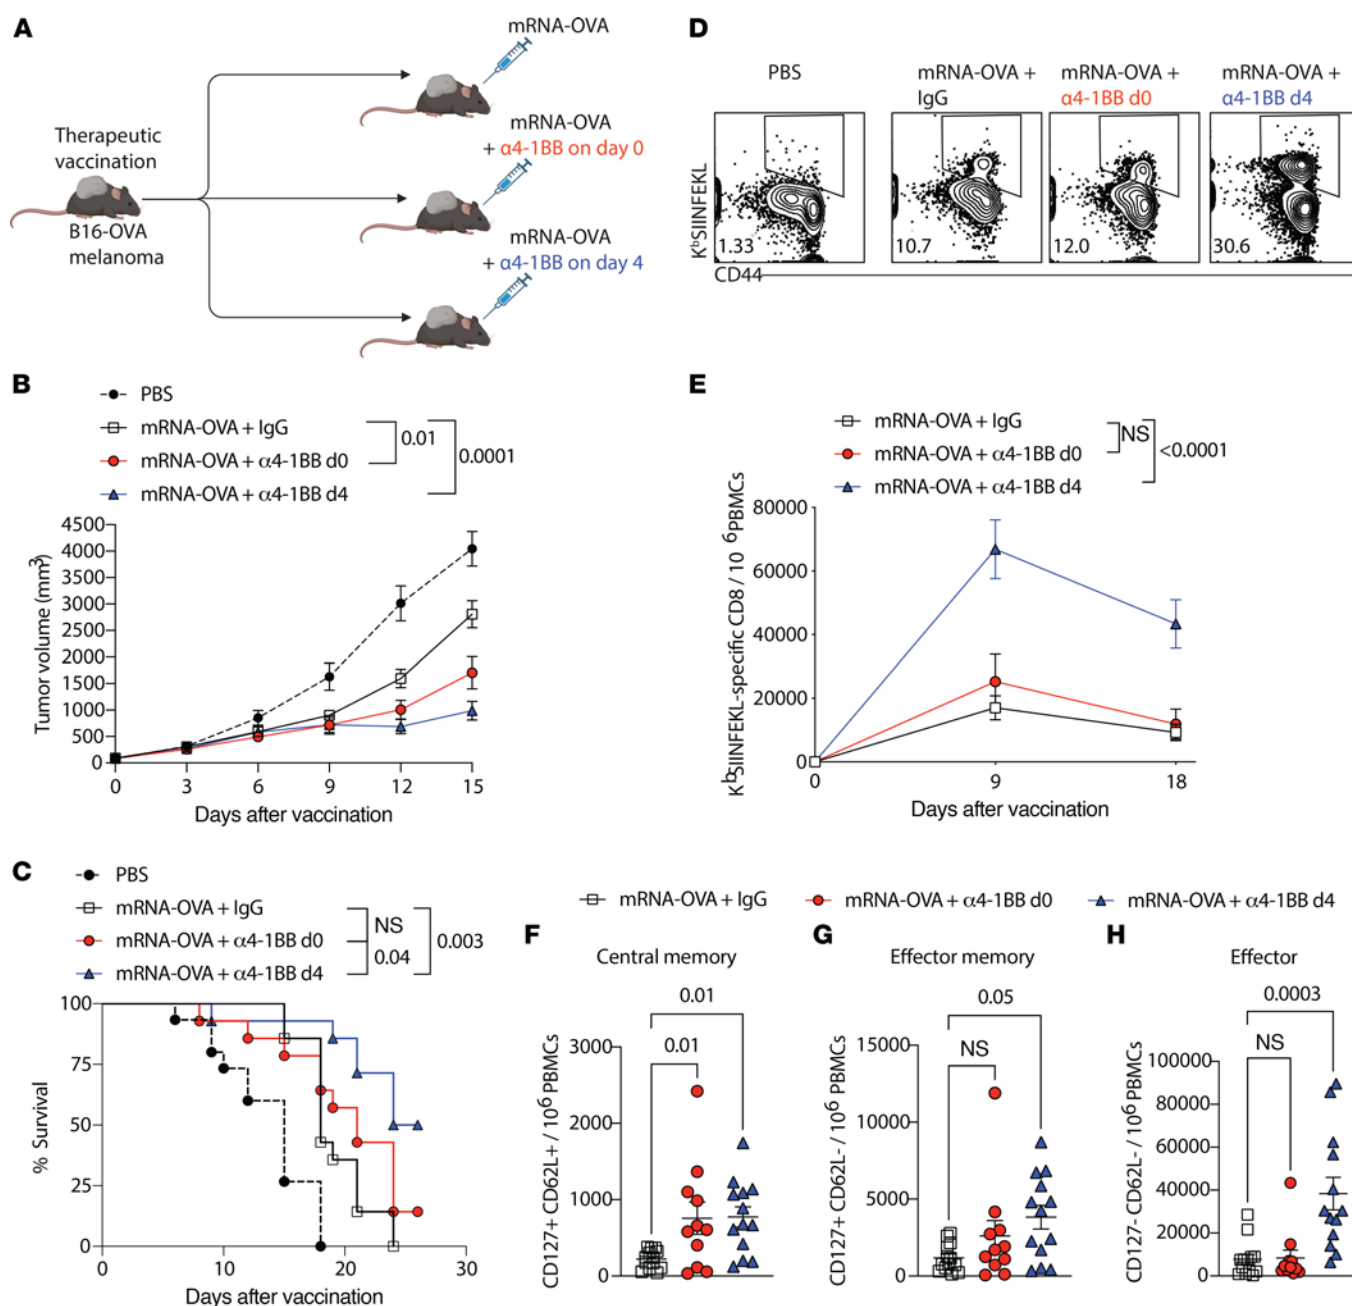 A
mRNA-OVA
mRNA-OVA
+ α4-1BB on day 0
Therapeutic
vaccination
B16-OVA
melanoma
mRNA-OVA
+ α4-1BB on day 4
D
PBS
mRNA-OVA +
IgG
mRNA-OVA +
α4-1BB d0
mRNA-OVA +
α4-1BB d4
KᵇSIINFEKL
1.33
10.7
12.0
30.6
CD44
B
PBS
mRNA-OVA + IgG
mRNA-OVA + α4-1BB d0
mRNA-OVA + α4-1BB d4
0.01
0.0001
Tumor volume (mm³)
4500
4000
3500
3000
2500
2000
1500
1000
500
0
0 3 6 9 12 15
Days after vaccination
E
mRNA-OVA + IgG
mRNA-OVA + α4-1BB d0
mRNA-OVA + α4-1BB d4
NS
<0.0001
KᵇSIINFEKL-specific CD8 / 10⁶PBMCs
80000
60000
40000
20000
0
0 9 18
Days after vaccination
C
PBS
mRNA-OVA + IgG
mRNA-OVA + α4-1BB d0
mRNA-OVA + α4-1BB d4
NS
0.04
0.003
% Survival
100
75
50
25
0
0 10 20 30
Days after vaccination
mRNA-OVA + IgG
mRNA-OVA + α4-1BB d0
mRNA-OVA + α4-1BB d4
F
Central memory
0.01
0.01
CD127+ CD62L+ / 10⁶ PBMCs
3000
2000
1000
0
G
Effector memory
0.05
NS
CD127+ CD62L- / 10⁶ PBMCs
15000
10000
5000
0
H
Effector
0.0003
NS
CD127- CD62L- / 10⁶ PBMCs
100000
80000
60000
40000
20000
0